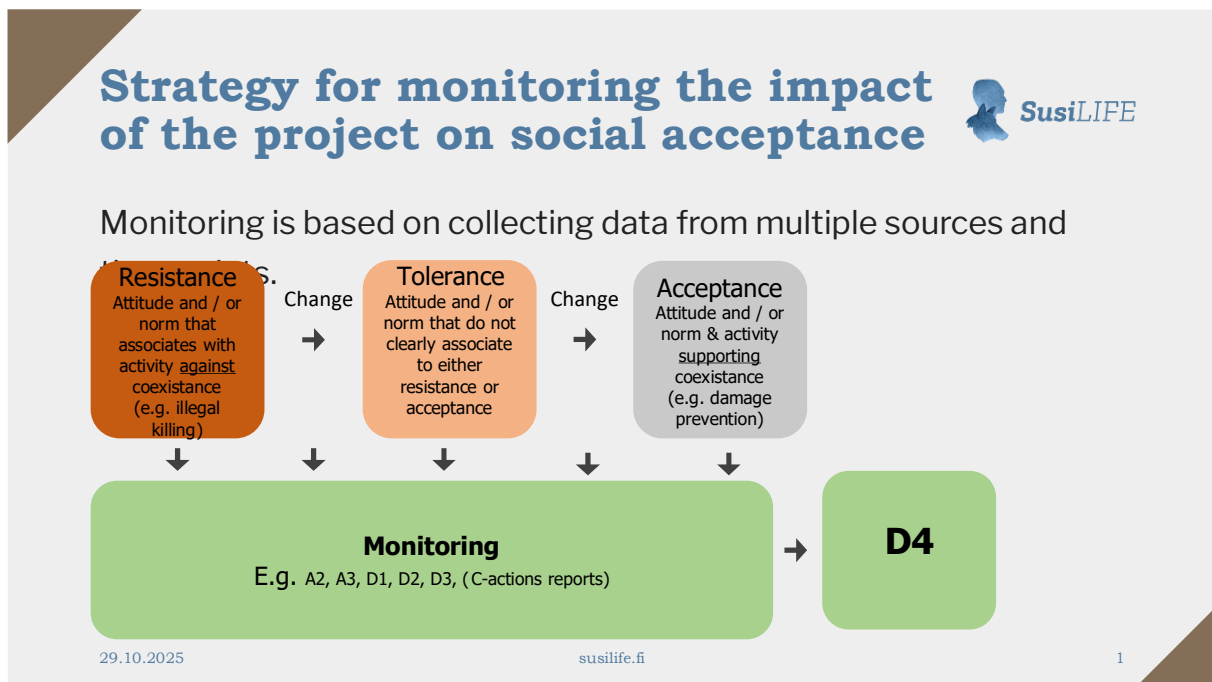 Strategy for monitoring the impact
of the project on social acceptance
SusiLIFE
Monitoring is based on collecting data from multiple sources and
Resistance
Attitude and / or
norm that
associates with
activity against
coexistance
(e.g. illegal
killing)
Change
Tolerance
Attitude and / or
norm that do not
clearly associate
to either
resistance or
acceptance
Change
Acceptance
Attitude and / or
norm & activity
supporting
coexistance
(e.g. damage
prevention)
Monitoring
E.g. A2, A3, D1, D2, D3, (C-actions reports)
D4
29.10.2025
susilife.fi
1